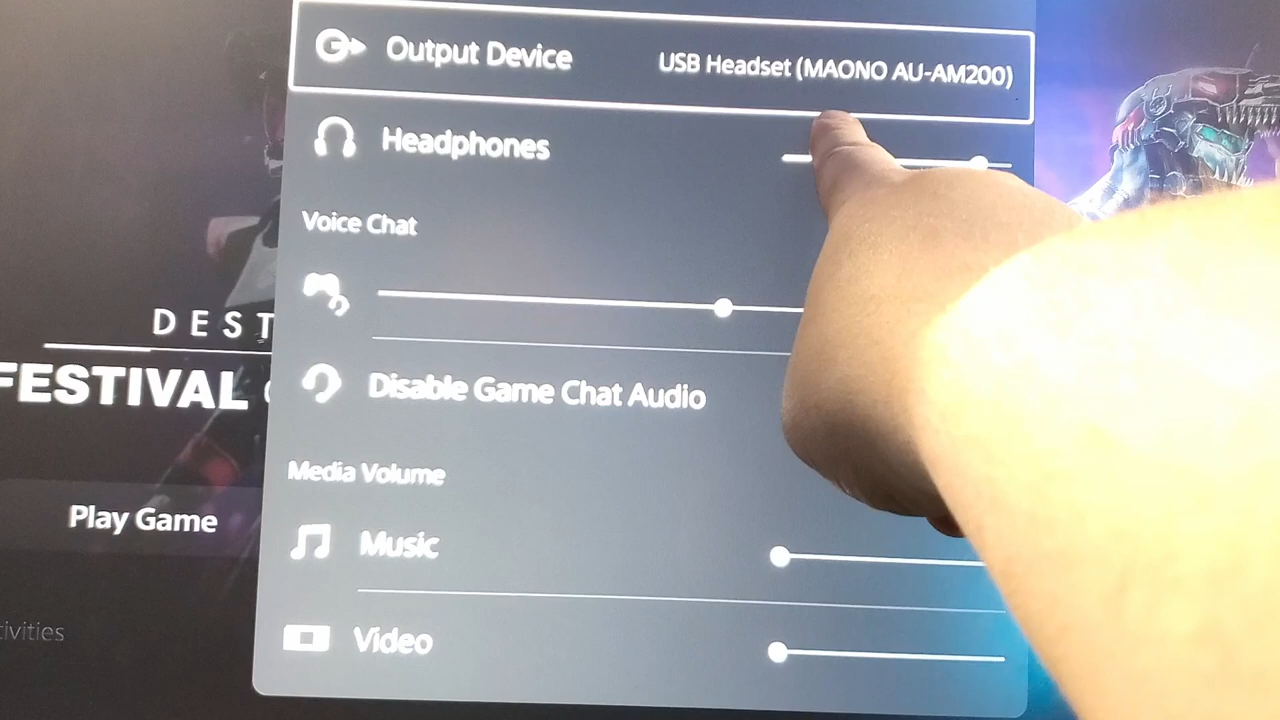 Output Device USB Headset (MAONO AU-AM200)
Headphones
Voice Chat
DEST
FESTIVAL
Disable Game Chat Audio
Media Volume
Play Game
Music
tivities
Video